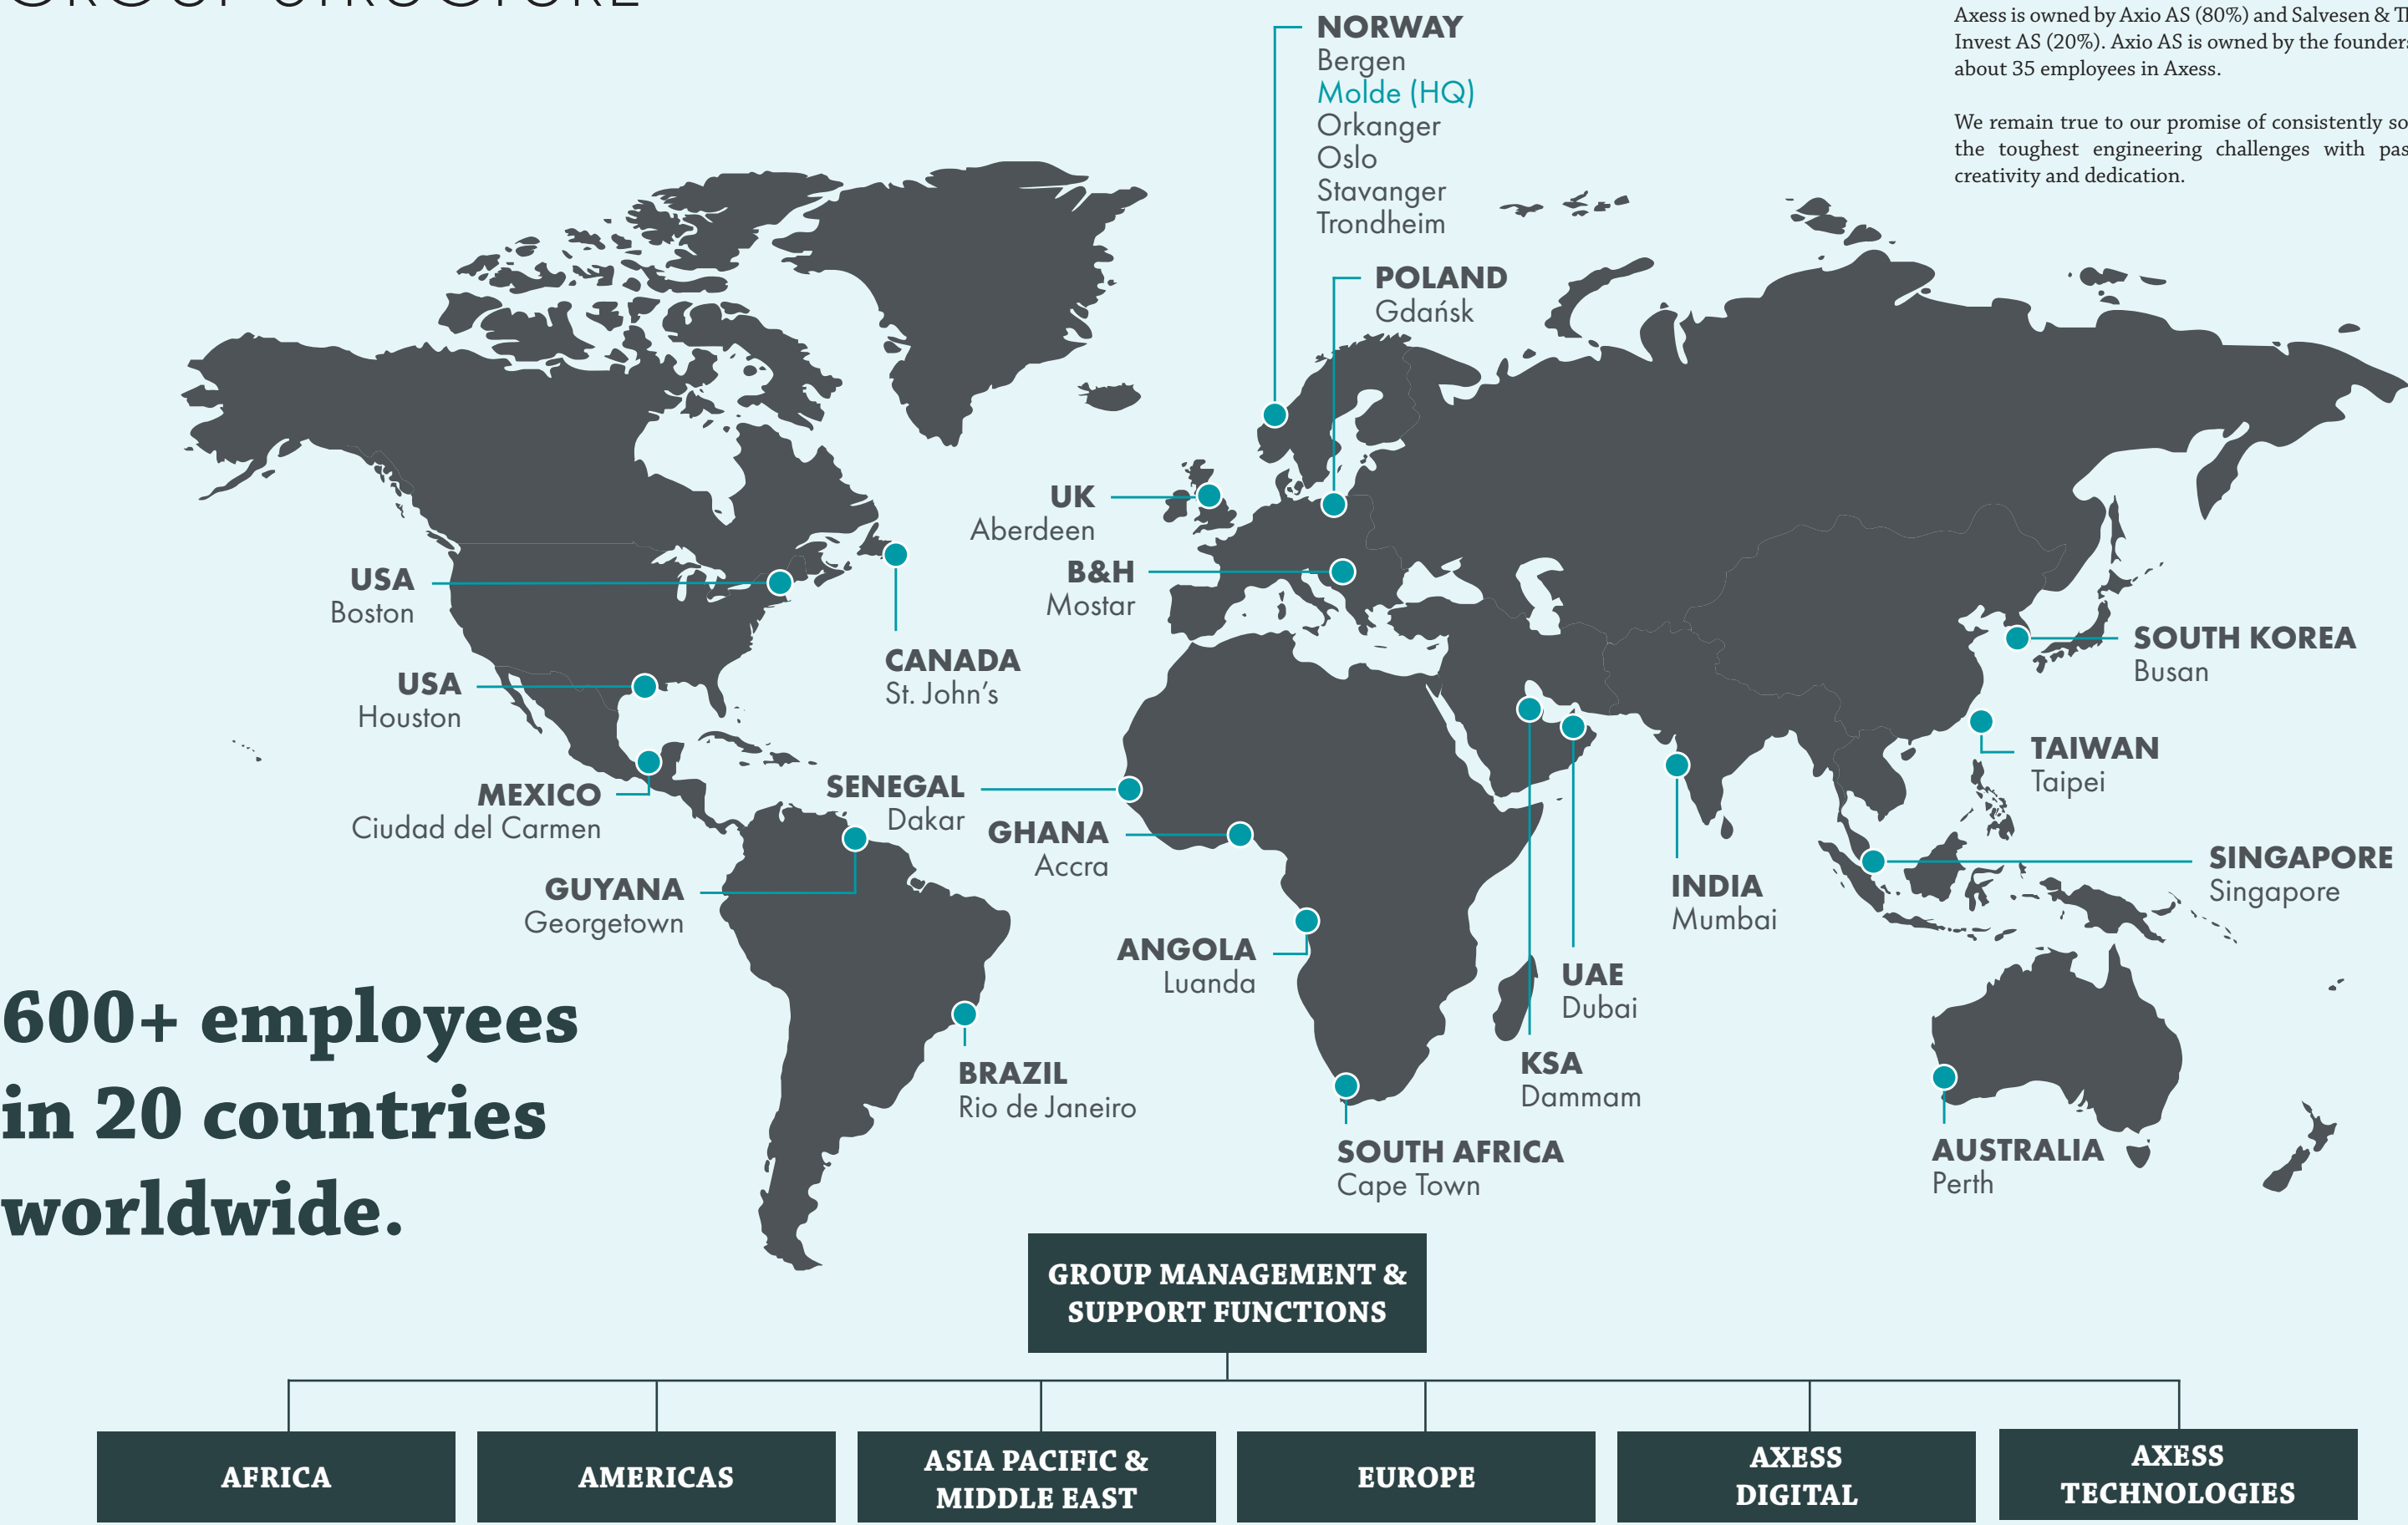 GROUP STRUCTURE
Axess is owned by Axio AS (80%) and Salvesen &
Invest AS (20%). Axio AS is owned by the
about 35 employees in Axess.
We remain true to our promise of consistently
the toughest engineering challenges with
creativity and dedication.
NORWAY
Bergen
Molde (HQ)
Orkanger
Oslo
Stavanger
Trondheim
POLAND
Gdańsk
UK
Aberdeen
B&H
Mostar
USA
Boston
CANADA
St. John’s
USA
Houston
MEXICO
Ciudad del Carmen
SENEGAL
Dakar
GHANA
Accra
GUYANA
Georgetown
ANGOLA
Luanda
BRAZIL
Rio de Janeiro
SOUTH AFRICA
Cape Town
KSA
Dammam
UAE
Dubai
INDIA
Mumbai
SOUTH KOREA
Busan
TAIWAN
Taipei
SINGAPORE
Singapore
AUSTRALIA
Perth
600+ employees
in 20 countries
worldwide.
GROUP MANAGEMENT &
SUPPORT FUNCTIONS
AFRICA
AMERICAS
ASIA PACIFIC &
MIDDLE EAST
EUROPE
AXESS
DIGITAL
AXESS
TECHNOLOGIES